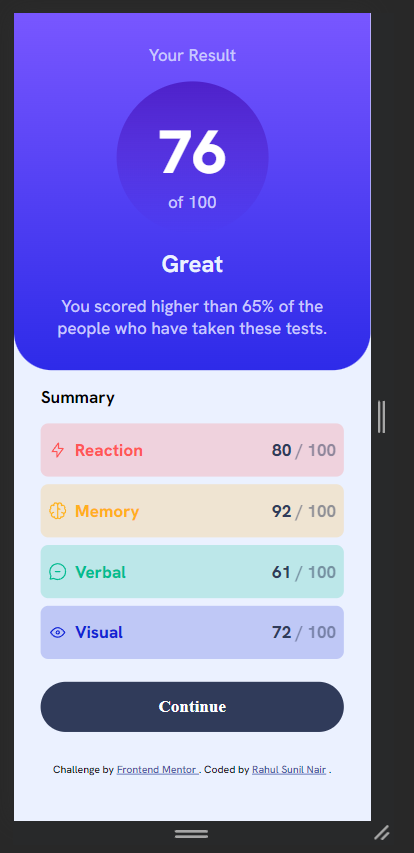 Your Result
76
of 100
Great
You scored higher than 65% of the
people who have taken these tests.
Summary
Reaction 80 / 100
Memory 92 / 100
Verbal 61 / 100
Visual 72 / 100
Continue
Challenge by Frontend Mentor . Coded by Rahul Sunil Nair .